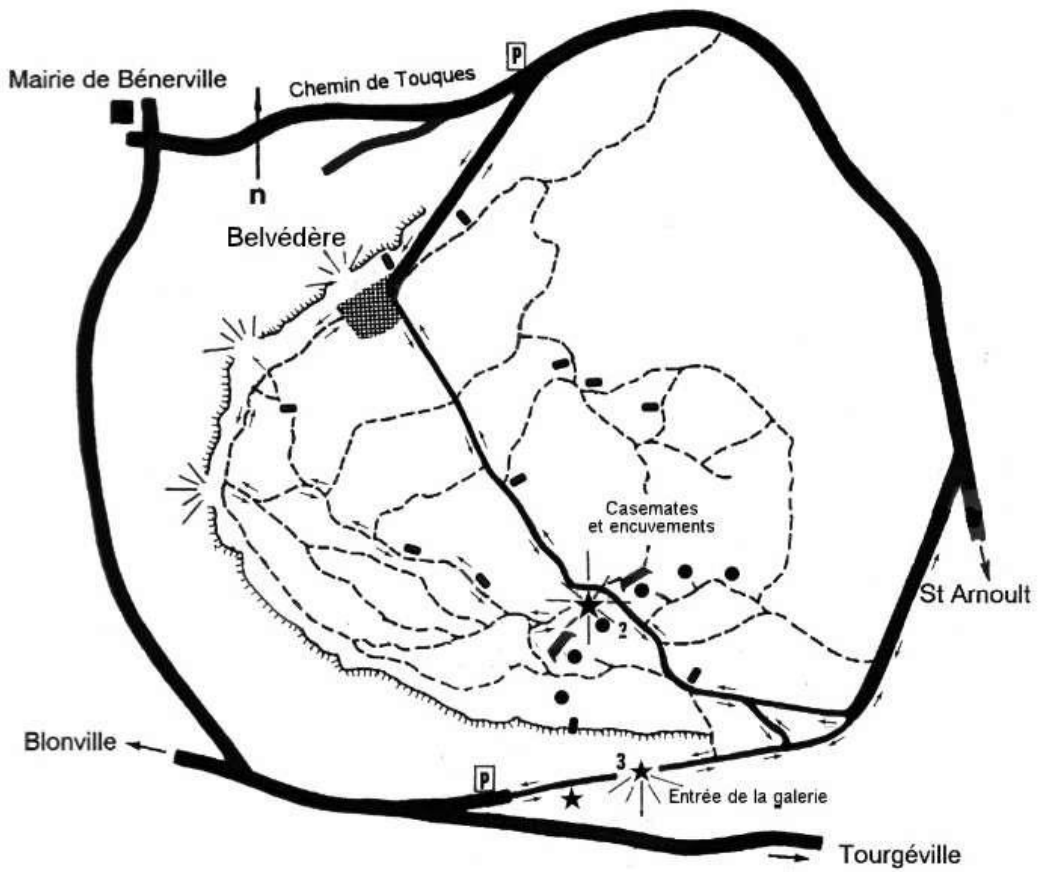 P
Mairie de Bénerville
Chemin de Touques
n
Belvédère
Casemates
et encuvements
St Arnoult
2
Blonville
3
P
Entrée de la galerie
Tourgéville